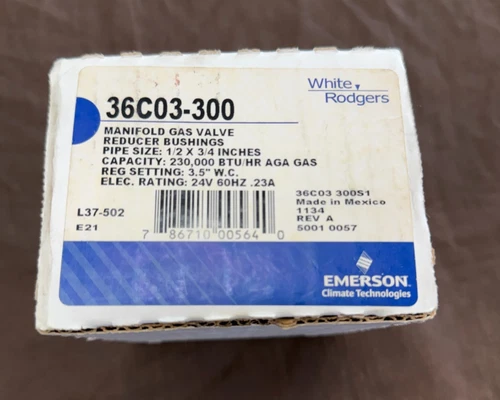 36C03-300
White
Rodgers
MANIFOLD GAS VALVE
REDUCER BUSHINGS
PIPE SIZE: 1/2 X 3/4 INCHES
CAPACITY: 230,000 BTU/HR AGA GAS
REG SETTING: 3.5" W.C.
ELEC. RATING: 24V 60HZ .23A
L37-502
E21
7 86710 00564 0
36C03 300S1
Made in Mexico
1134
REV A
5001 0057
EMERSON
Climate Technologies